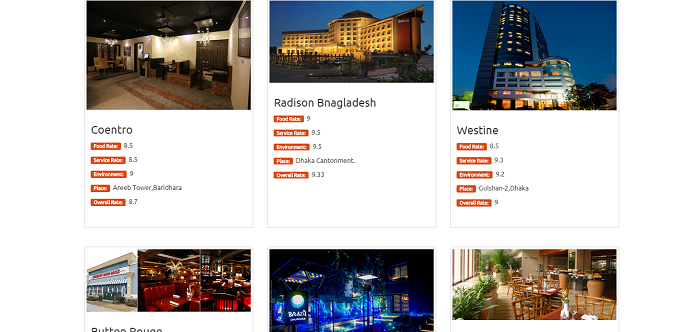 Coentro
Food Rate: 8.5
Service Rate: 8.5
Environment: 9
Place: Areeb Tower,Baridhara
Overall Rate: 8.7
Radison Bnagladesh
Food Rate: 9
Service Rate: 9.5
Environment: 9.5
Place: Dhaka Cantonment.
Overall Rate: 9.33
Westine
Food Rate: 8.5
Service Rate: 9.3
Environment: 9.2
Place: Gulshan-2,Dhaka
Overall Rate: 9
Button Rouge